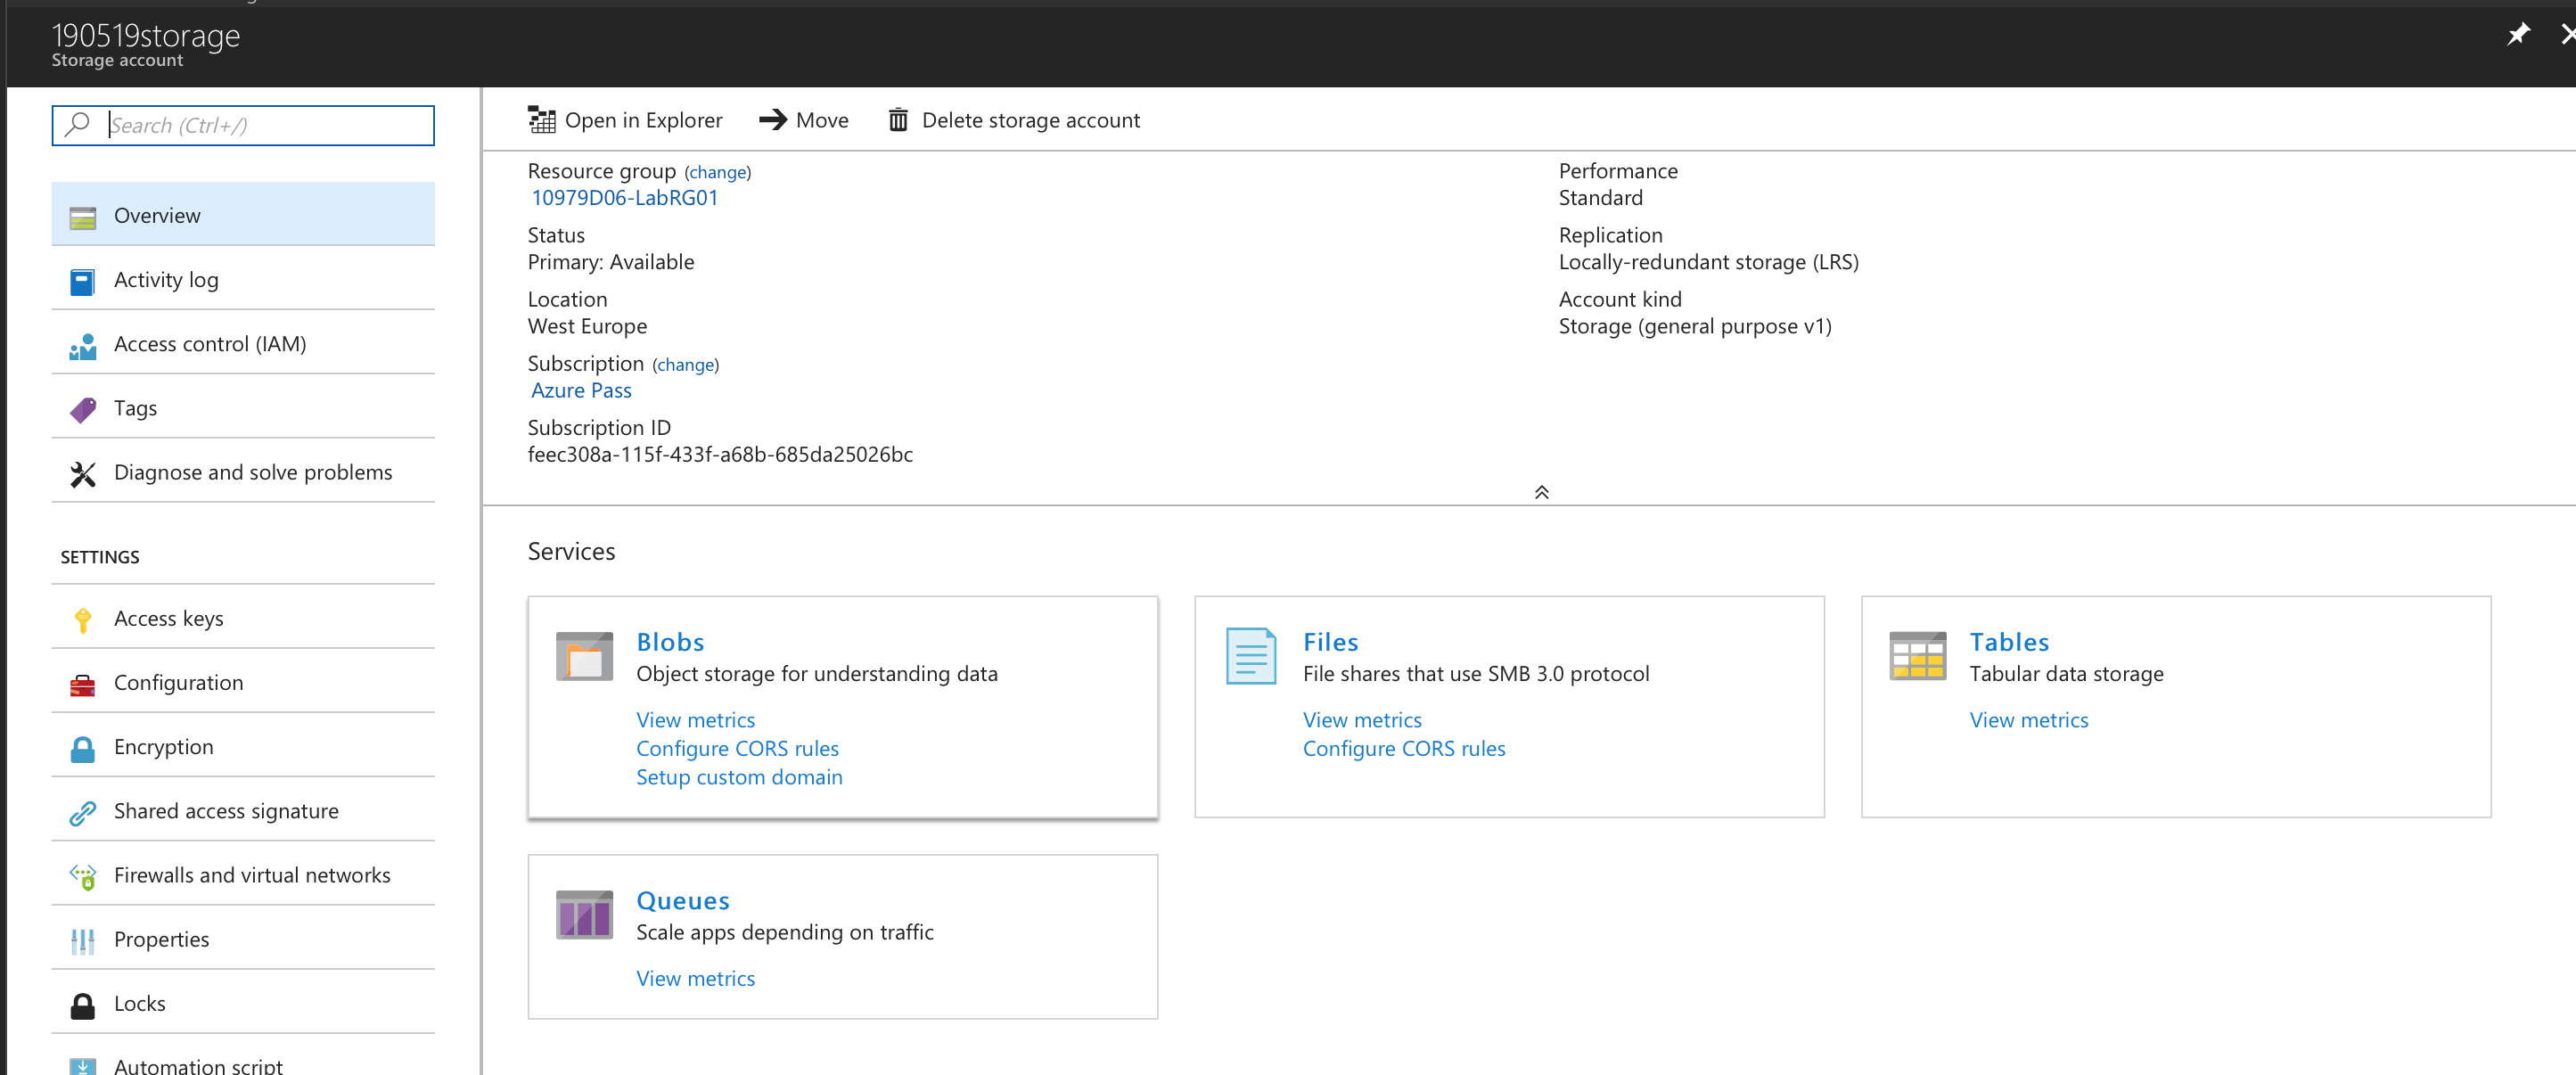 190519storage
Storage account
Search (Ctrl+/)
Overview
Activity log
Access control (IAM)
Tags
Diagnose and solve problems
SETTINGS
Access keys
Configuration
Encryption
Shared access signature
Firewalls and virtual networks
Properties
Locks
Automation script
Open in Explorer
Move
Delete storage account
Resource group (change)
10979D06-LabRG01
Status
Primary: Available
Location
West Europe
Subscription (change)
Azure Pass
Subscription ID
feec308a-115f-433f-a68b-685da25026bc
Performance
Standard
Replication
Locally-redundant storage (LRS)
Account kind
Storage (general purpose v1)
Services
Blobs
Object storage for understanding data
View metrics
Configure CORS rules
Setup custom domain
Files
File shares that use SMB 3.0 protocol
View metrics
Configure CORS rules
Tables
Tabular data storage
View metrics
Queues
Scale apps depending on traffic
View metrics